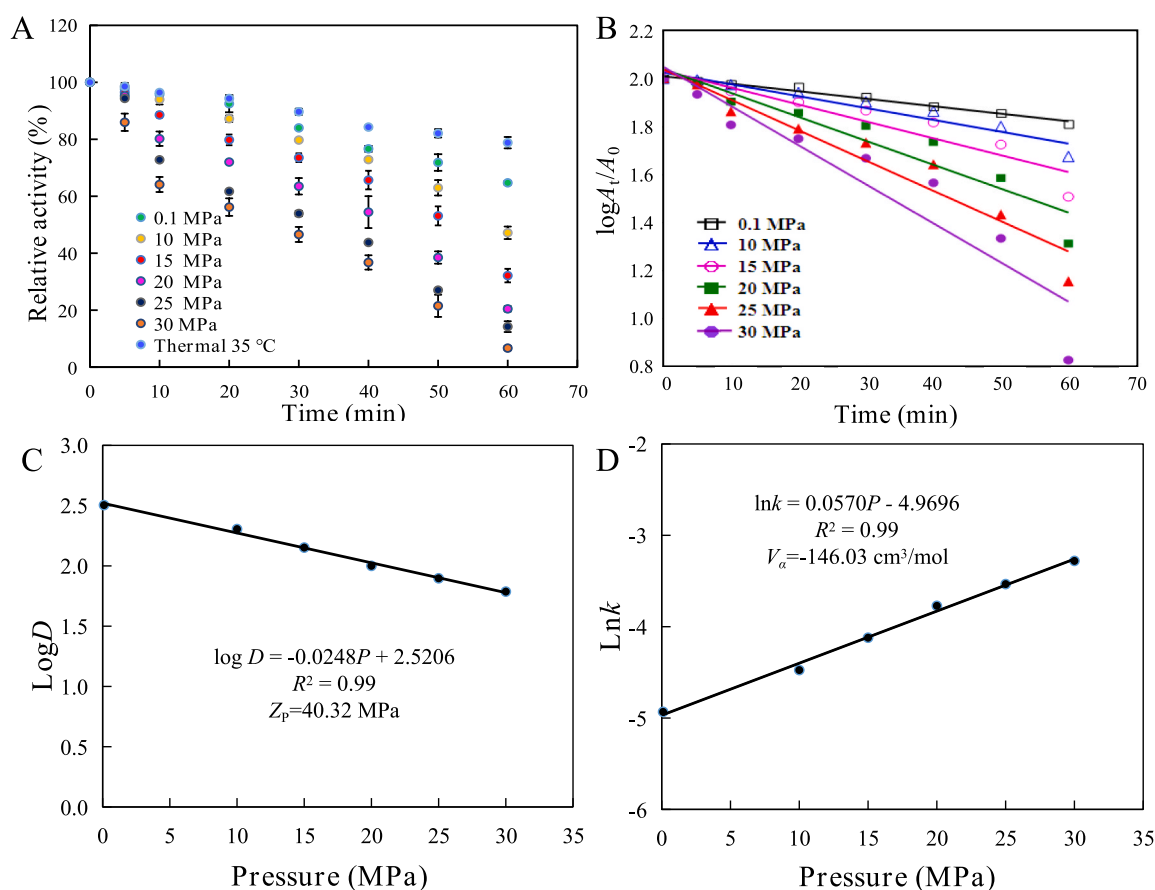 A
120
100
80
60
40
20
0
Relative activity (%)
0.1 MPa
10 MPa
15 MPa
20 MPa
25 MPa
30 MPa
Thermal 35 °C
0 10 20 30 40 50 60 70
Time (min)
B
2.2
2.0
1.8
1.6
1.4
1.2
1.0
0.8
logAt/A0
0.1 MPa
10 MPa
15 MPa
20 MPa
25 MPa
30 MPa
0 10 20 30 40 50 60 70
Time (min)
C
3.0
2.5
2.0
1.5
1.0
0.5
0.0
LogD
log D = -0.0248P + 2.5206
R² = 0.99
ZP=40.32 MPa
0 5 10 15 20 25 30 35
Pressure (MPa)
D
-2
-3
-4
-5
-6
Lnk
lnk = 0.0570P - 4.9696
R² = 0.99
Vα=-146.03 cm³/mol
0 5 10 15 20 25 30 35
Pressure (MPa)